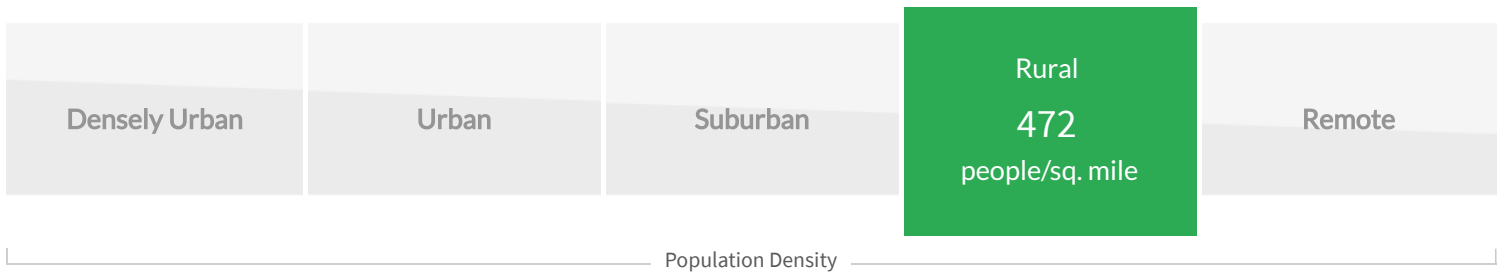 Densely Urban
Urban
Suburban
Rural
472
people/sq. mile
Remote
Population Density